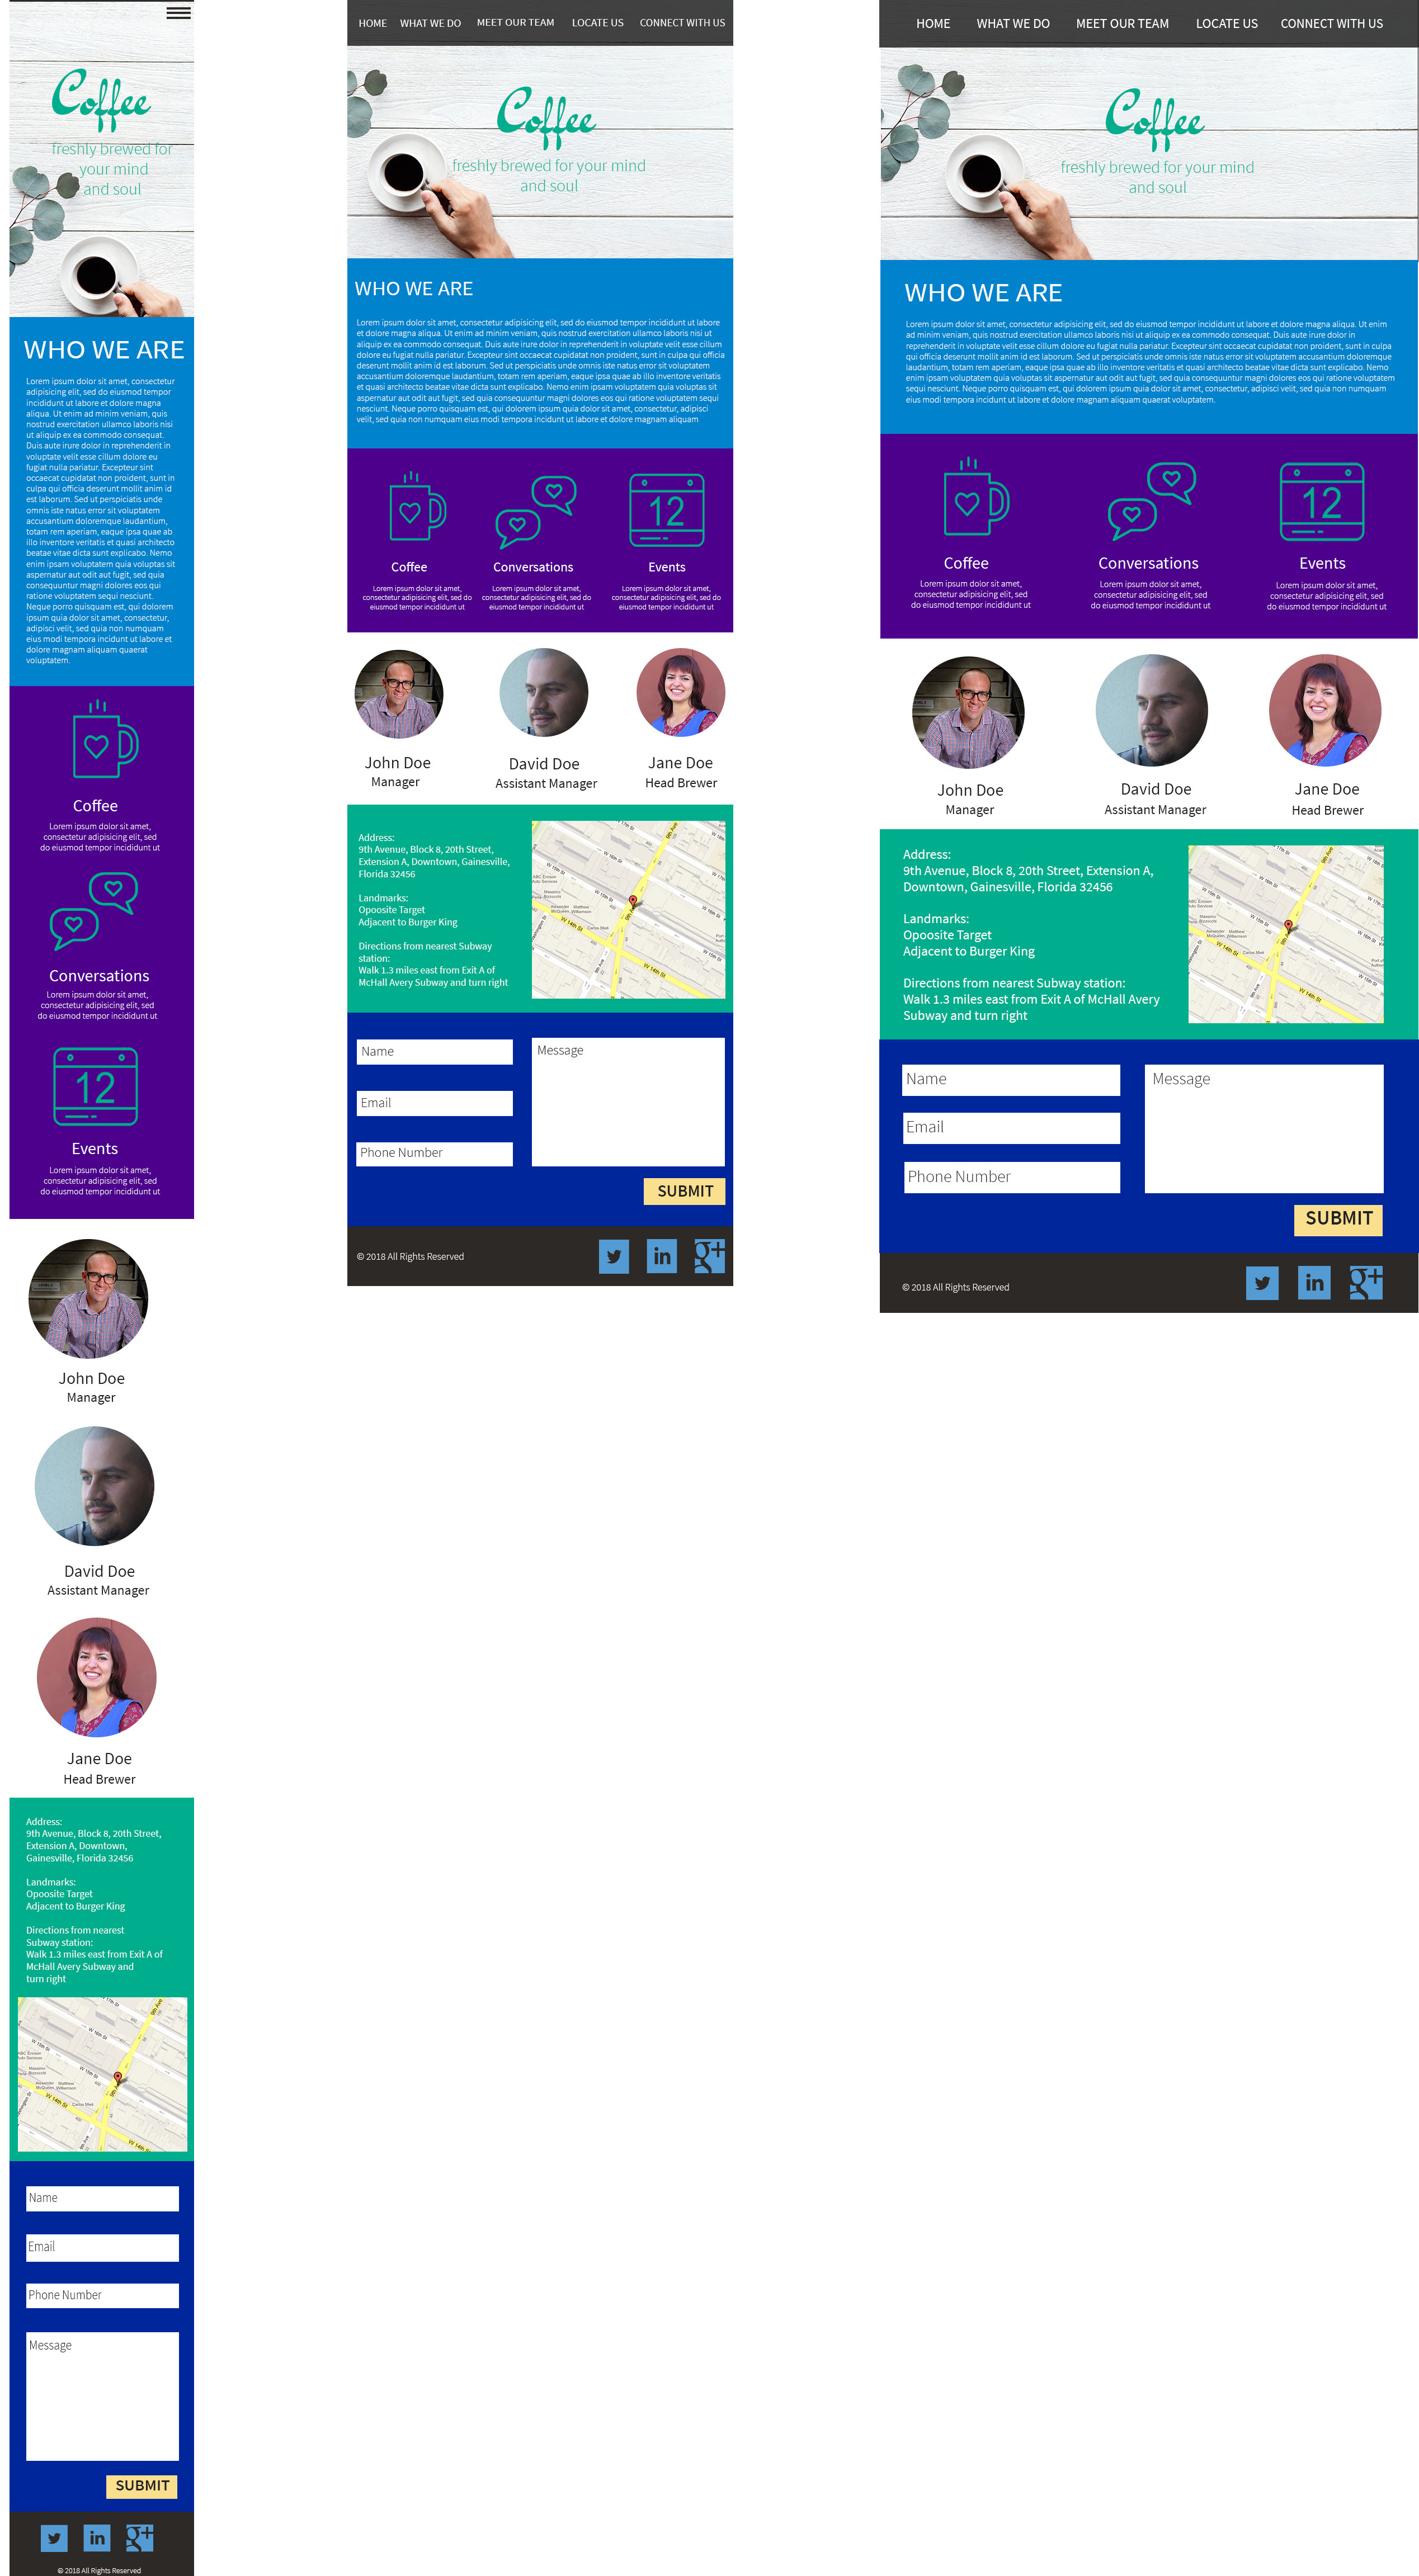 Coffee
freshly brewed for
your mind
and soul
WHO WE ARE
Lorem ipsum dolor sit amet, consectetur
adipisicing elit, sed do eiusmod tempor
incididunt ut labore et dolore magna
aliqua. Ut enim ad minim veniam, quis
nostrud exercitation ullamco laboris nisi
ut aliquip ex ea commodo consequat.
Duis aute irure dolor in reprehenderit in
voluptate velit esse cillum dolore eu
fugiat nulla pariatur. Excepteur sint
occaecat cupidatat non proident, sunt in
culpa qui officia deserunt mollit anim id
est laborum. Sed ut perspiciatis unde
omnis iste natus error sit voluptatem
accusantium doloremque laudantium,
totam rem aperiam, eaque ipsa quae ab
illo inventore veritatis et quasi architecto
beatae vitae dicta sunt explicabo. Nemo
enim ipsam voluptatem quia voluptas sit
aspernatur aut odit aut fugit, sed quia
consequuntur magni dolores eos qui
ratione voluptatem sequi nesciunt.
Neque porro quisquam est, qui dolorem
ipsum quia dolor sit amet, consectetur,
adipisci velit, sed quia non numquam
eius modi tempora incidunt ut labore et
dolore magnam aliquam quaerat
voluptatem.
Coffee
Lorem ipsum dolor sit amet,
consectetur adipisicing elit, sed
do eiusmod tempor incididunt ut
Conversations
Lorem ipsum dolor sit amet,
consectetur adipisicing elit, sed
do eiusmod tempor incididunt ut
12
Events
Lorem ipsum dolor sit amet,
consectetur adipisicing elit, sed
do eiusmod tempor incididunt ut
John Doe
Manager
David Doe
Assistant Manager
Jane Doe
Head Brewer
Address:
9th Avenue, Block 8, 20th Street,
Extension A, Downtown,
Gainesville, Florida 32456
Landmarks:
Opoosite Target
Adjacent to Burger King
Directions from nearest
Subway station:
Walk 1.3 miles east from Exit A of
McHall Avery Subway and
turn right
9th Ave
W 16th St
W 15th St
W 14th St
W 14th St
Name
Email
Phone Number
Message
SUBMIT
in
g+
© 2018 All Rights Reserved
HOME WHAT WE DO MEET OUR TEAM LOCATE US CONNECT WITH US
Coffee
freshly brewed for your mind
and soul
WHO WE ARE
Lorem ipsum dolor sit amet, consectetur adipisicing elit, sed do eiusmod tempor incididunt ut labore
et dolore magna aliqua. Ut enim ad minim veniam, quis nostrud exercitation ullamco laboris nisi ut
aliquip ex ea commodo consequat. Duis aute irure dolor in reprehenderit in voluptate velit esse cillum
dolore eu fugiat nulla pariatur. Excepteur sint occaecat cupidatat non proident, sunt in culpa qui officia
deserunt mollit anim id est laborum. Sed ut perspiciatis unde omnis iste natus error sit voluptatem
accusantium doloremque laudantium, totam rem aperiam, eaque ipsa quae ab illo inventore veritatis
et quasi architecto beatae vitae dicta sunt explicabo. Nemo enim ipsam voluptatem quia voluptas sit
aspernatur aut odit aut fugit, sed quia consequuntur magni dolores eos qui ratione voluptatem sequi
nesciunt. Neque porro quisquam est, qui dolorem ipsum quia dolor sit amet, consectetur, adipisci
velit, sed quia non numquam eius modi tempora incidunt ut labore et dolore magnam aliquam
12
Coffee Conversations Events
Lorem ipsum dolor sit amet, Lorem ipsum dolor sit amet, Lorem ipsum dolor sit amet,
consectetur adipisicing elit, sed do consectetur adipisicing elit, sed do consectetur adipisicing elit, sed do
eiusmod tempor incididunt ut eiusmod tempor incididunt ut eiusmod tempor incididunt ut
John Doe David Doe Jane Doe
Manager Assistant Manager Head Brewer
Address:
9th Avenue, Block 8, 20th Street,
Extension A, Downtown, Gainesville,
Florida 32456
Landmarks:
Opoosite Target
Adjacent to Burger King
Directions from nearest Subway
station:
Walk 1.3 miles east from Exit A of
McHall Avery Subway and turn right
9th Ave
W 16th St
W 15th St
W 14th St
W 14th St
Name
Email
Phone Number
Message
SUBMIT
© 2018 All Rights Reserved
in
g+
HOME WHAT WE DO MEET OUR TEAM LOCATE US CONNECT WITH US
Coffee
freshly brewed for your mind
and soul
WHO WE ARE
Lorem ipsum dolor sit amet, consectetur adipisicing elit, sed do eiusmod tempor incididunt ut labore et dolore magna aliqua. Ut enim
ad minim veniam, quis nostrud exercitation ullamco laboris nisi ut aliquip ex ea commodo consequat. Duis aute irure dolor in
reprehenderit in voluptate velit esse cillum dolore eu fugiat nulla pariatur. Excepteur sint occaecat cupidatat non proident, sunt in culpa
qui officia deserunt mollit anim id est laborum. Sed ut perspiciatis unde omnis iste natus error sit voluptatem accusantium doloremque
laudantium, totam rem aperiam, eaque ipsa quae ab illo inventore veritatis et quasi architecto beatae vitae dicta sunt explicabo. Nemo
enim ipsam voluptatem quia voluptas sit aspernatur aut odit aut fugit, sed quia consequuntur magni dolores eos qui ratione voluptatem
sequi nesciunt. Neque porro quisquam est, qui dolorem ipsum quia dolor sit amet, consectetur, adipisci velit, sed quia non numquam
eius modi tempora incidunt ut labore et dolore magnam aliquam quaerat voluptatem.
12
Coffee Conversations Events
Lorem ipsum dolor sit amet, Lorem ipsum dolor sit amet, Lorem ipsum dolor sit amet,
consectetur adipisicing elit, sed consectetur adipisicing elit, sed consectetur adipisicing elit, sed
do eiusmod tempor incididunt ut do eiusmod tempor incididunt ut do eiusmod tempor incididunt ut
John Doe David Doe Jane Doe
Manager Assistant Manager Head Brewer
Address:
9th Avenue, Block 8, 20th Street, Extension A,
Downtown, Gainesville, Florida 32456
Landmarks:
Opoosite Target
Adjacent to Burger King
Directions from nearest Subway station:
Walk 1.3 miles east from Exit A of McHall Avery
Subway and turn right
9th Ave
W 16th St
W 15th St
W 14th St
W 14th St
Name
Email
Phone Number
Message
SUBMIT
© 2018 All Rights Reserved
in
g+